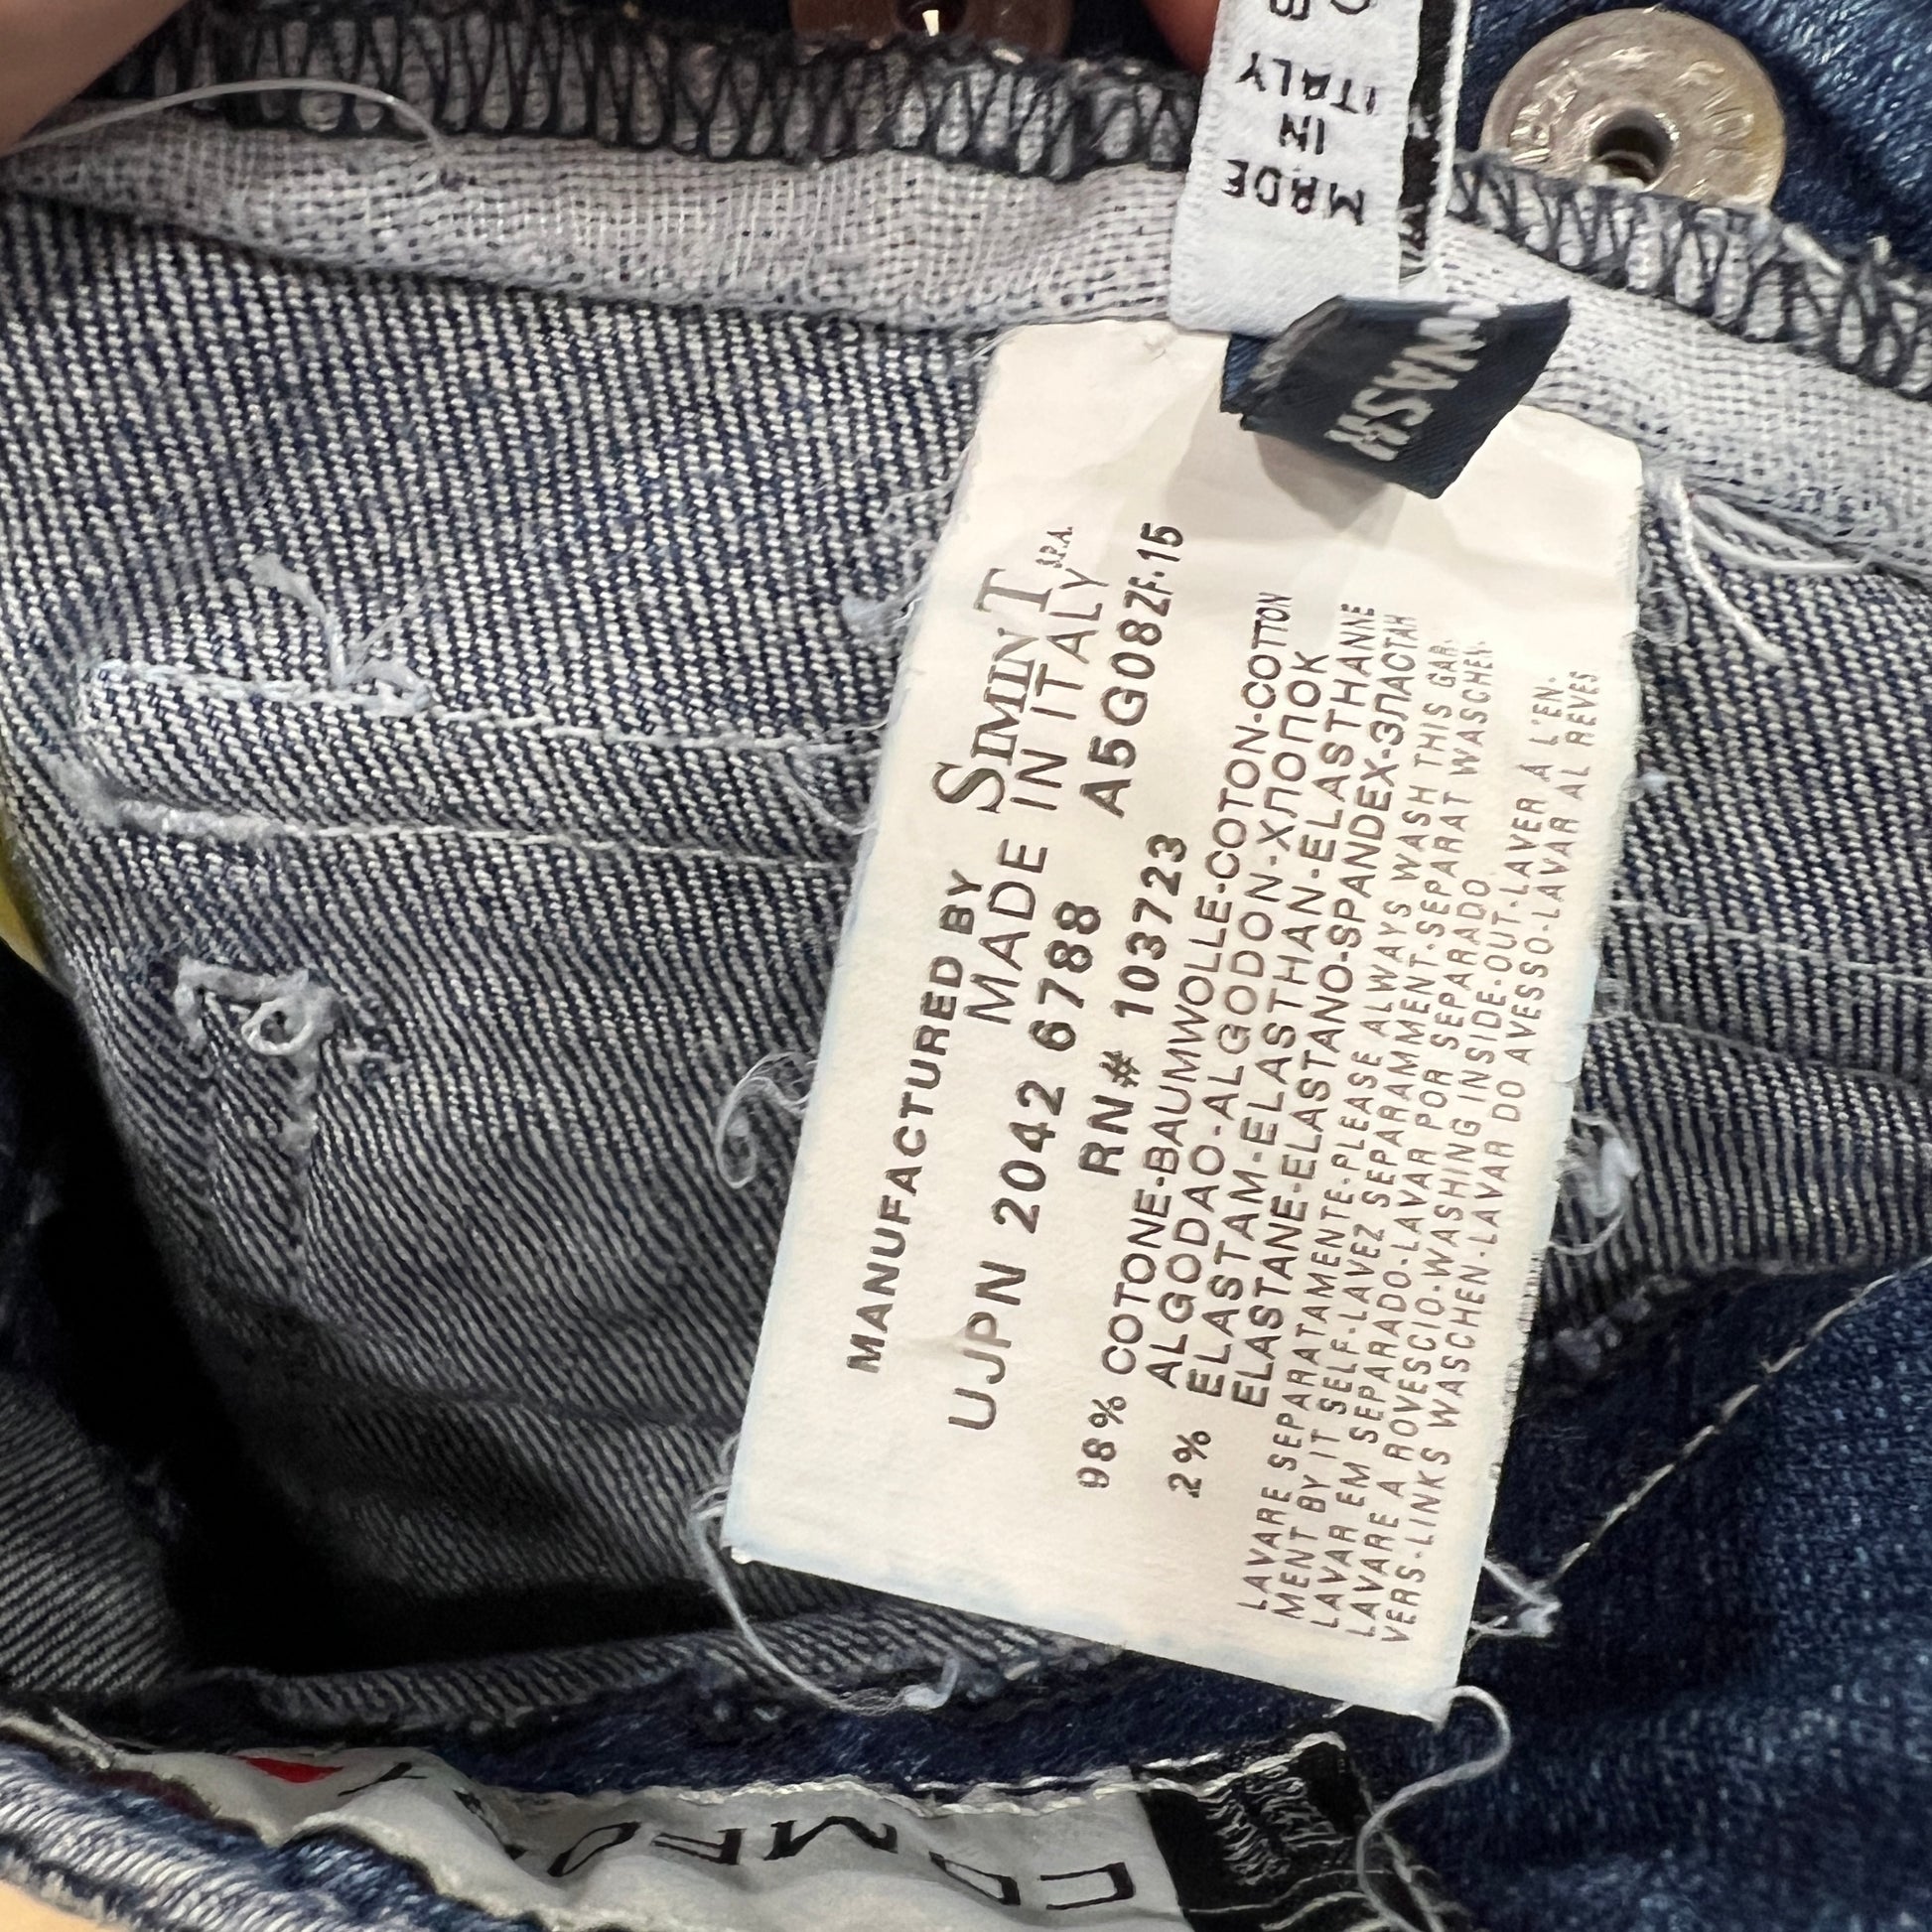 MADE
IN
ITALY
WASH
MANUFACTURED BY SIMINT S.P.A.
MADE IN ITALY
UJPN 2042 6788 A5G08ZF.15
RN# 103723
98% COTONE-BAUMWOLLE-COTON-COTON-COTTON
ALGODAO-ALGODON-ХЛОПОК
2% ELASTAM-ELASTHAN-ELASTHANNE
ELASTANE-ELASTANO-SPANDEX-ЗПАСТАН
LAVARE SEPARATAMENTE-PLEASE ALWAYS WASH THIS GAR.
MENT BY IT SELF-LAVEZ SEPARAMMENT-SEPARAT WASCHEN
LAVAR EM SEPARADO-LAVAR POR SEPARADO
LAVARE A ROVESCIO-WASHING INSIDE-OUT-LAVER A L'EN-
VERS-LINKS WASCHEN-LAVAR DO AVESSO-LAVAR AL REVES